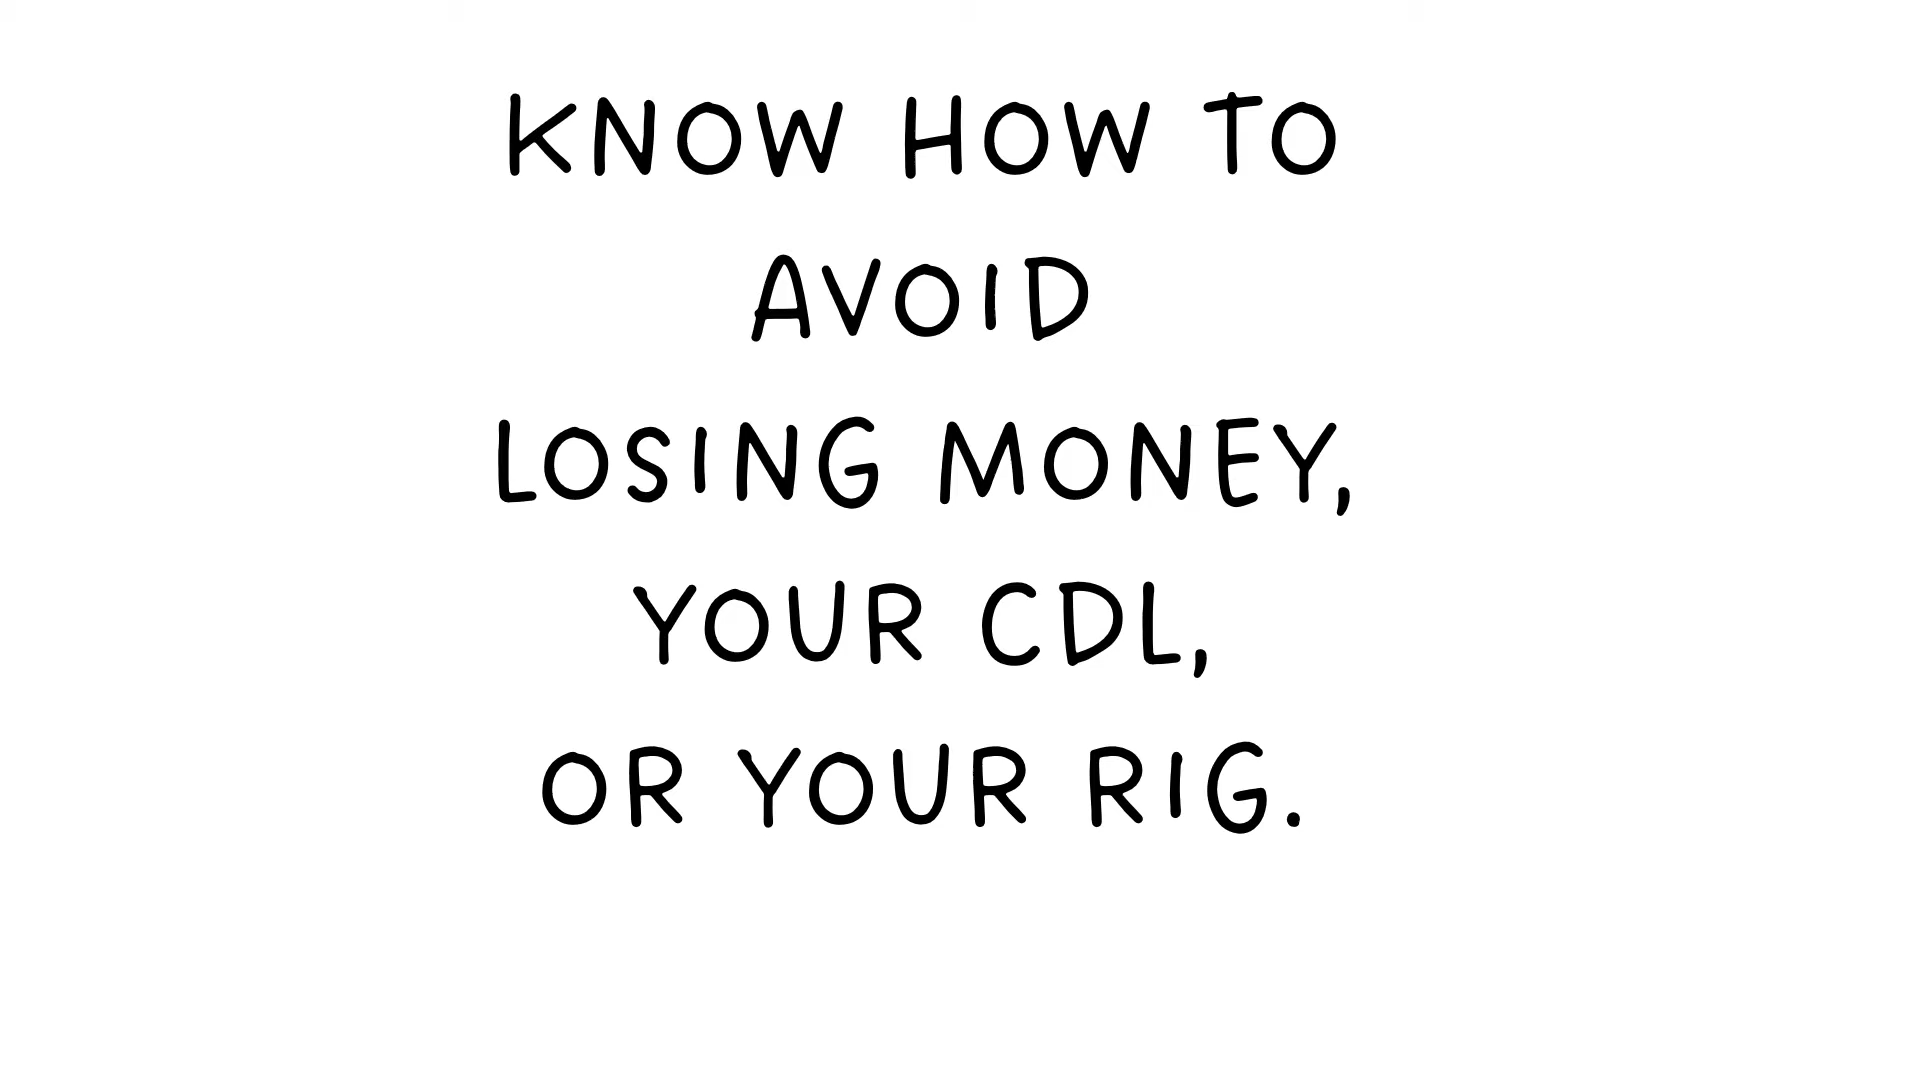 KNOW HOW TO
AVOID
LOSING MONEY,
YOUR CDL,
OR YOUR RIG.